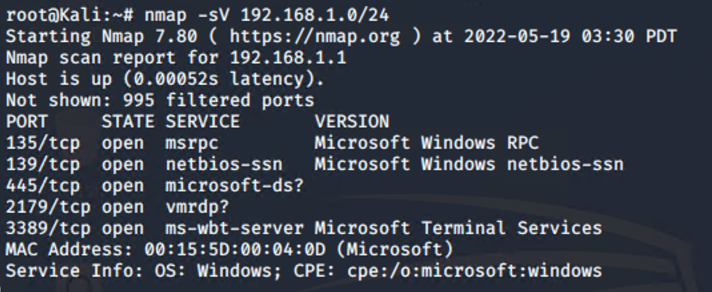 root@Kali:~# nmap -sV 192.168.1.0/24
Starting Nmap 7.80 ( https://nmap.org ) at 2022-05-19 03:30 PDT
Nmap scan report for 192.168.1.1
Host is up (0.00052s latency).
Not shown: 995 filtered ports
PORT     STATE SERVICE       VERSION
135/tcp  open  msrpc         Microsoft Windows RPC
139/tcp  open  netbios-ssn   Microsoft Windows netbios-ssn
445/tcp  open  microsoft-ds?
2179/tcp open  vmrdp?
3389/tcp open  ms-wbt-server Microsoft Terminal Services
MAC Address: 00:15:5D:00:04:0D (Microsoft)
Service Info: OS: Windows; CPE: cpe:/o:microsoft:windows